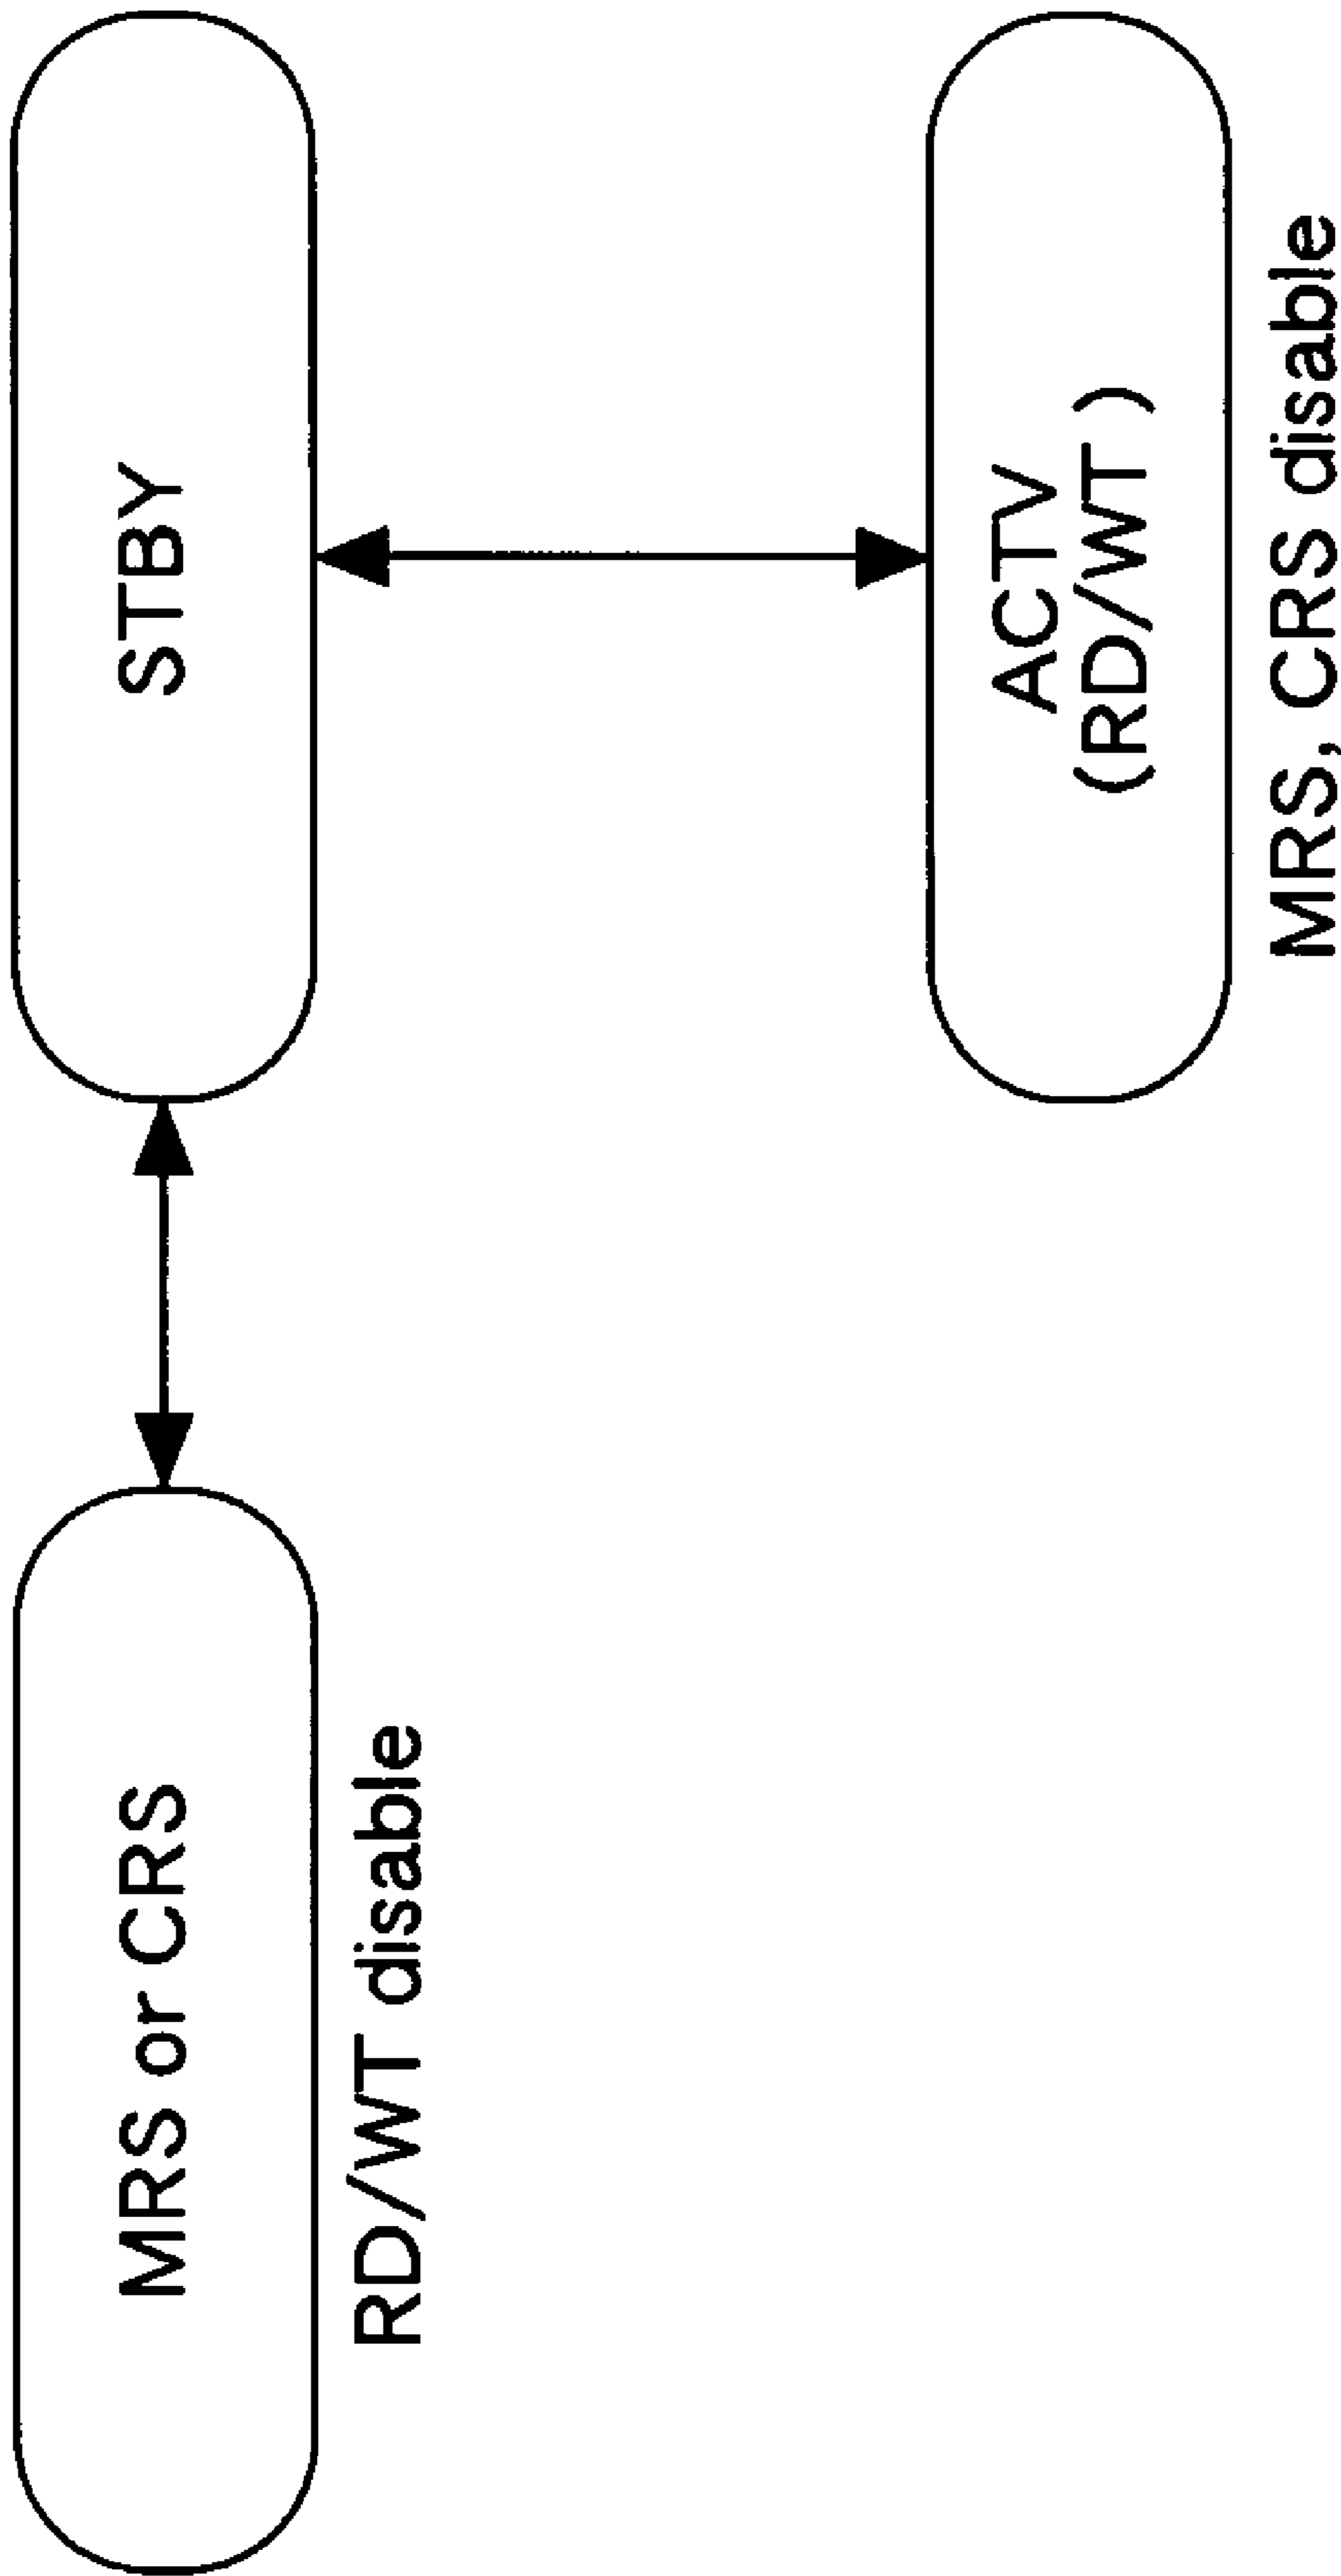 MRS or CRS
RD/WT disable
STBY
ACTV
(RD/WT )
MRS, CRS disable